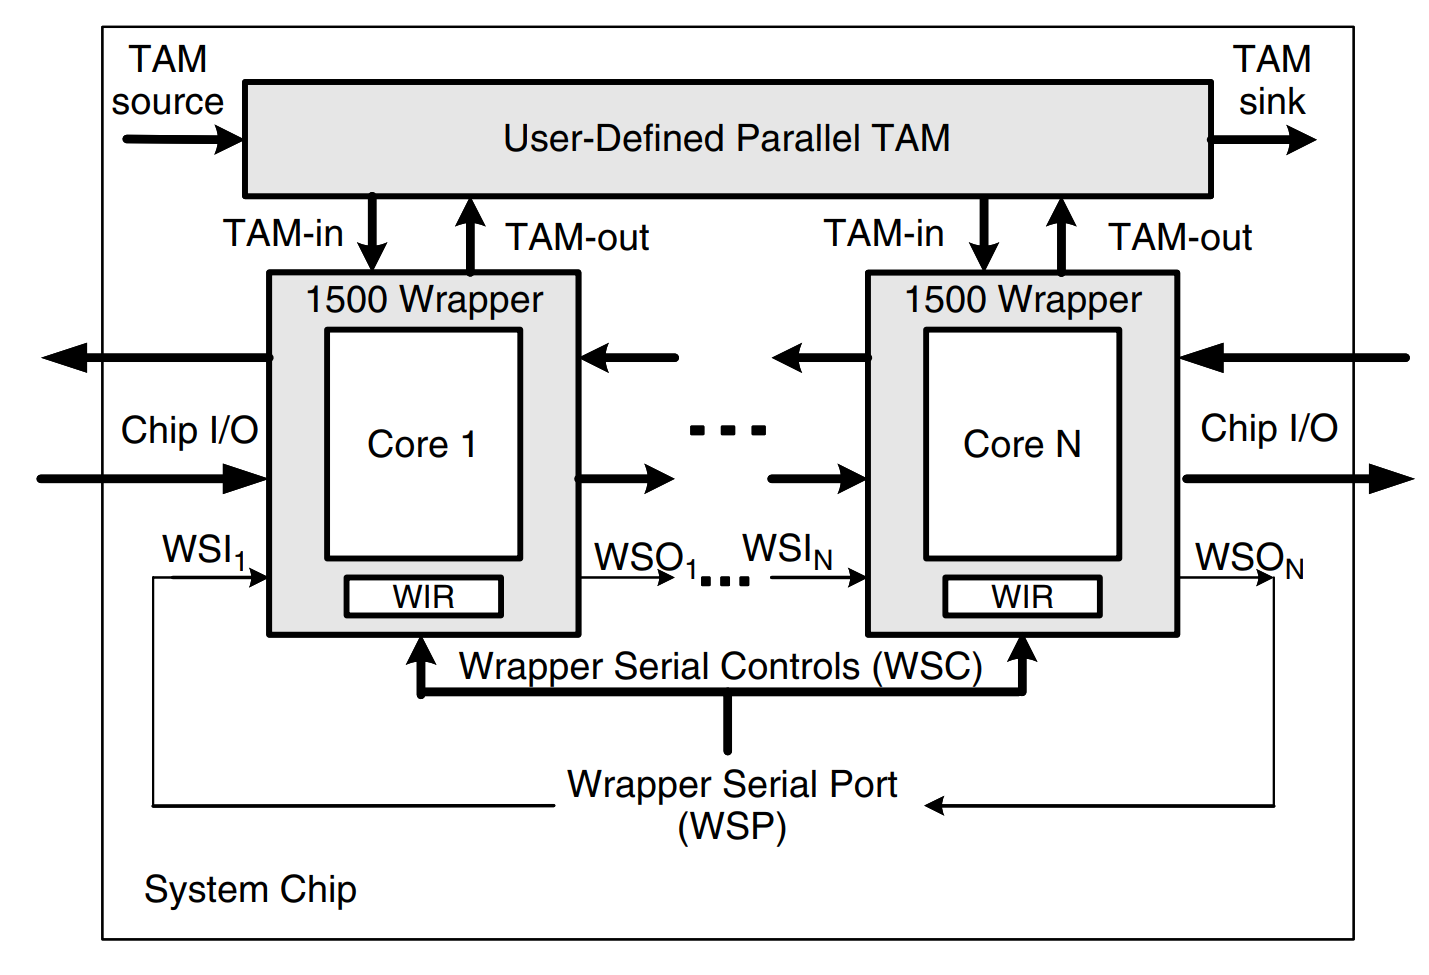 TAM
source
TAM
sink
User-Defined Parallel TAM
TAM-in
TAM-out
TAM-in
TAM-out
1500 Wrapper
1500 Wrapper
Chip I/O
Core 1
Core N
Chip I/O
WSI1
WSO1
WSIN
WSON
WIR
WIR
Wrapper Serial Controls (WSC)
Wrapper Serial Port
(WSP)
System Chip